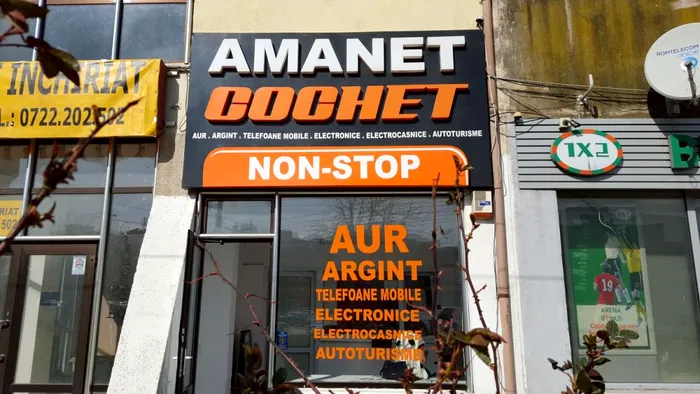 ÎNCHIRIAT
L.: 0722.202.502
AMANET
COCHET
AUR . ARGINT . TELEFOANE MOBILE . ELECTRONICE . ELECTROCASNICE . AUTOTURISME
NON-STOP
AUR
ARGINT
TELEFOANE MOBILE
ELECTRONICE
ELECTROCASNICE
AUTOTURISME
ROMTELECOM
1X2
B
19
ARENA